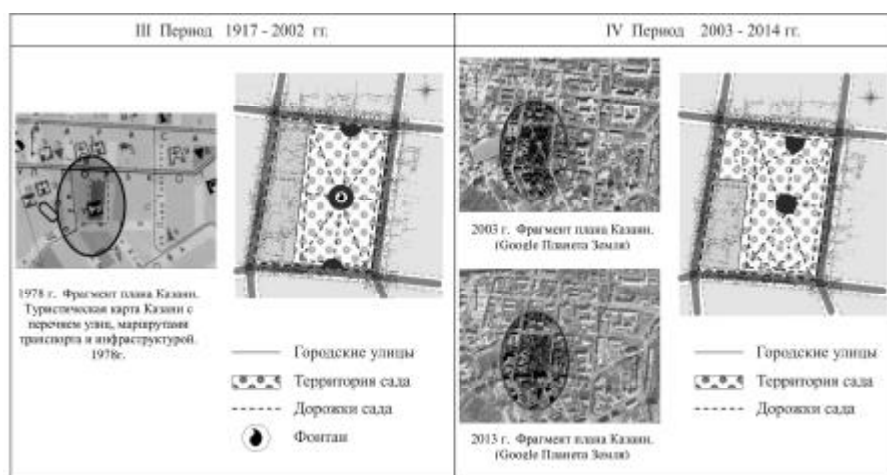 III Период 1917 - 2002 гг.
1978 г. Фрагмент плана Казани.
Туристическая карта Казани с
перечнем улиц, маршрутами
транспорта и инфраструктурой.
1978г.
Городские улицы
Территория сада
Дорожки сада
Фонтан
IV Период 2003 - 2014 гг.
2003 г. Фрагмент плана Казани.
(Google Планета Земля)
2013 г. Фрагмент плана Казани.
(Google Планета Земля)
Городские улицы
Территория сада
Дорожки сада